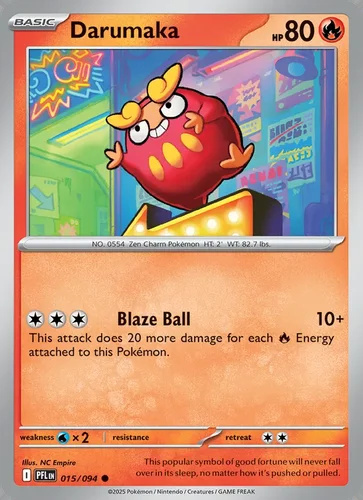 BASIC
Darumaka
HP 80
NO. 0554 Zen Charm Pokémon HT: 2' WT: 82.7 lbs.
Blaze Ball 10+
This attack does 20 more damage for each Energy
attached to this Pokémon.
weakness ×2 resistance retreat
Illus. NC Empire
I PFL EN 015/094
This popular symbol of good fortune will never fall
over in its sleep, no matter how it's pushed or pulled.
©2025 Pokémon / Nintendo / Creatures / GAME FREAK